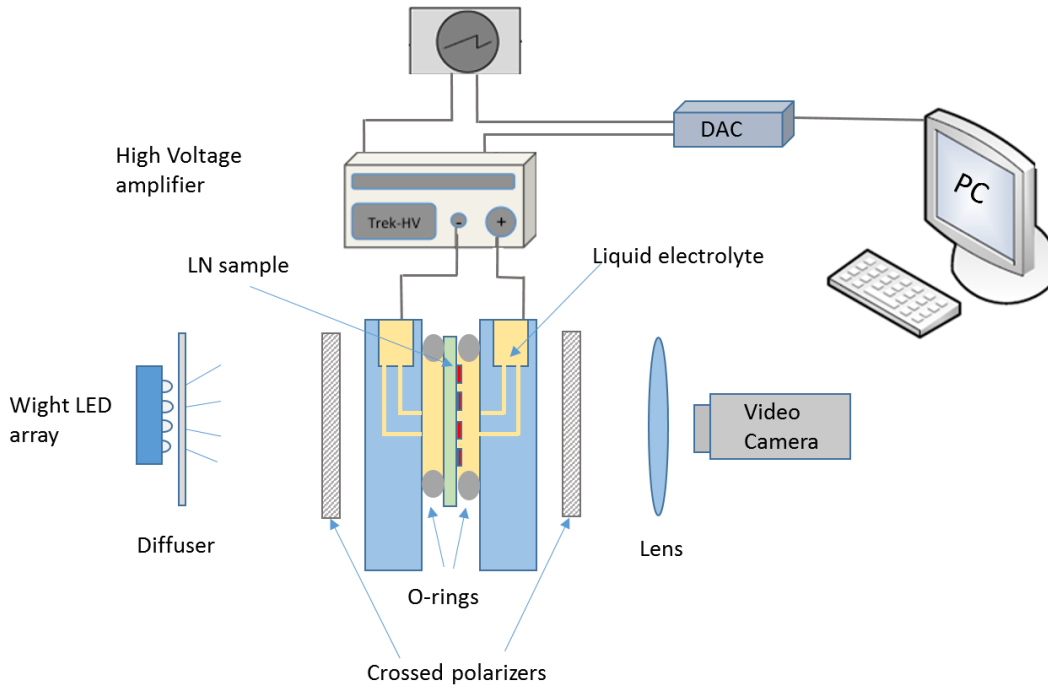 DAC
High Voltage
amplifier
PC
Trek-HV
-
+
LN sample
Liquid electrolyte
Wight LED
array
Video
Camera
Diffuser
Lens
O-rings
Crossed polarizers